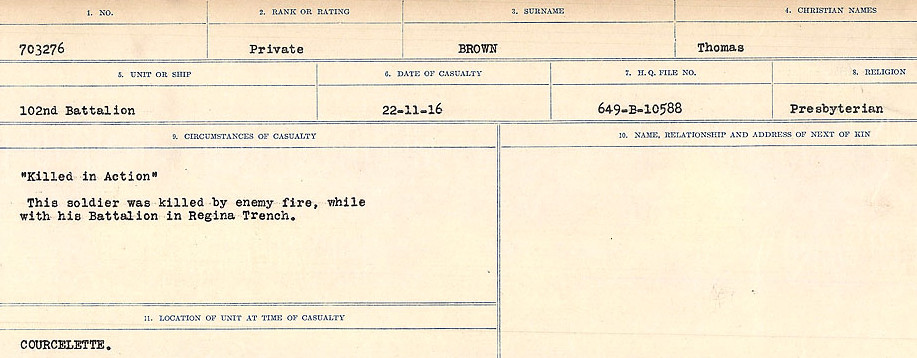 1. NO.
2. RANK OR RATING
3. SURNAME
4. CHRISTIAN NAMES
703276
Private
BROWN
Thomas
5. UNIT OR SHIP
6. DATE OF CASUALTY
7. H.Q. FILE NO.
8. RELIGION
102nd Battalion
22-11-16
649-B-10588
Presbyterian
9. CIRCUMSTANCES OF CASUALTY
10. NAME, RELATIONSHIP AND ADDRESS OF NEXT OF KIN
"Killed in Action"
This soldier was killed by enemy fire, while
with his Battalion in Regina Trench.
11. LOCATION OF UNIT AT TIME OF CASUALTY
COURCELETTE.